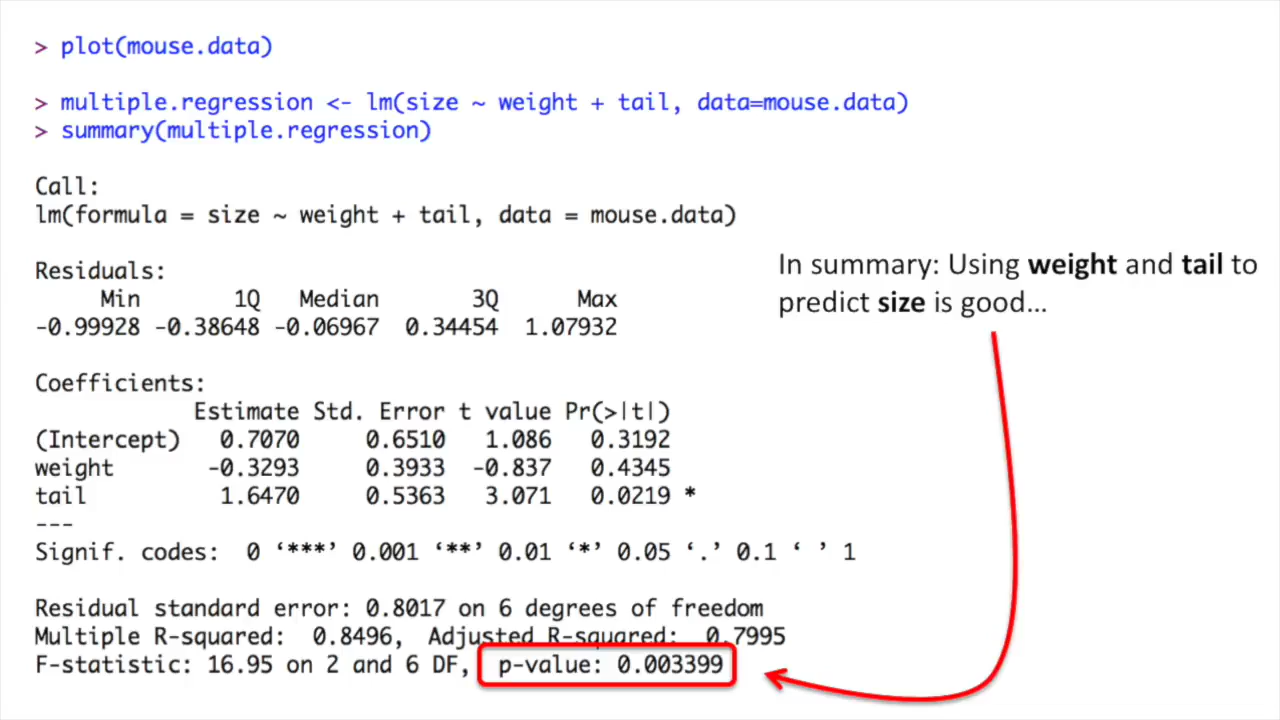 > plot(mouse.data)
> multiple.regression <- lm(size ~ weight + tail, data=mouse.data)
> summary(multiple.regression)
Call:
lm(formula = size ~ weight + tail, data = mouse.data)
Residuals:
Min 1Q Median 3Q Max
-0.99928 -0.38648 -0.06967 0.34454 1.07932
Coefficients:
Estimate Std. Error t value Pr(>|t|)
(Intercept) 0.7070 0.6510 1.086 0.3192
weight -0.3293 0.3933 -0.837 0.4345
tail 1.6470 0.5363 3.071 0.0219 *
---
Signif. codes: 0 ‘***’ 0.001 ‘**’ 0.01 ‘*’ 0.05 ‘.’ 0.1 ‘ ’ 1
Residual standard error: 0.8017 on 6 degrees of freedom
Multiple R-squared: 0.8496, Adjusted R-squared: 0.7995
F-statistic: 16.95 on 2 and 6 DF, p-value: 0.003399
In summary: Using weight and tail to
predict size is good...